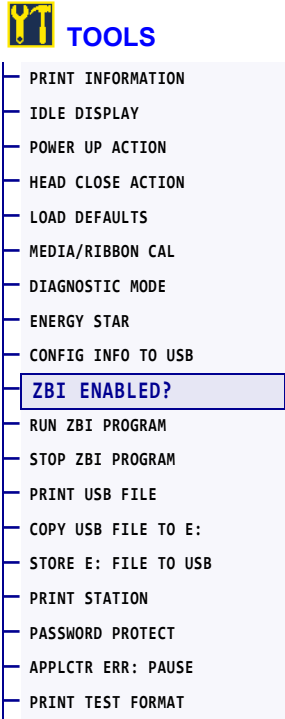 TOOLS
PRINT INFORMATION
IDLE DISPLAY
POWER UP ACTION
HEAD CLOSE ACTION
LOAD DEFAULTS
MEDIA/RIBBON CAL
DIAGNOSTIC MODE
ENERGY STAR
CONFIG INFO TO USB
ZBI ENABLED?
RUN ZBI PROGRAM
STOP ZBI PROGRAM
PRINT USB FILE
COPY USB FILE TO E:
STORE E: FILE TO USB
PRINT STATION
PASSWORD PROTECT
APPLCTR ERR: PAUSE
PRINT TEST FORMAT